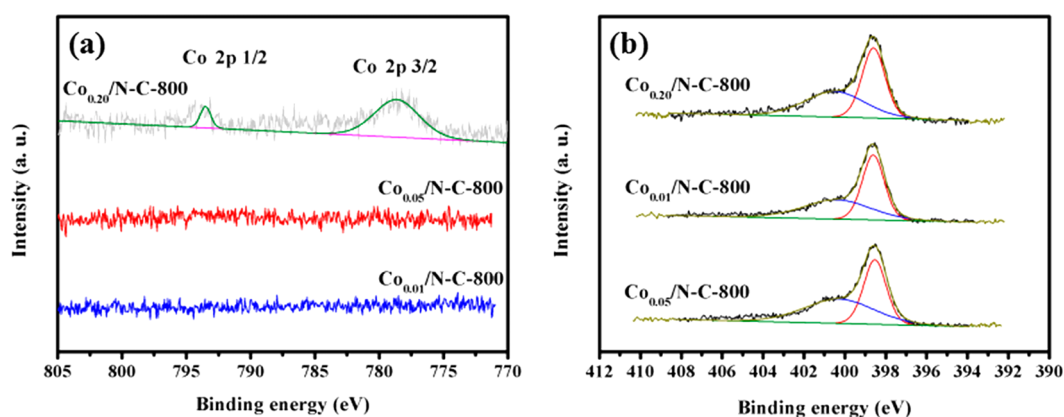 (a)
Co 2p 1/2
Co 2p 3/2
Co0.20/N-C-800
Co0.05/N-C-800
Co0.01/N-C-800
Intensity (a. u.)
805 800 795 790 785 780 775 770
Binding energy (eV)
(b)
Co0.20/N-C-800
Co0.01/N-C-800
Co0.05/N-C-800
Intensity (a. u.)
412 410 408 406 404 402 400 398 396 394 392 390
Binding energy (eV)